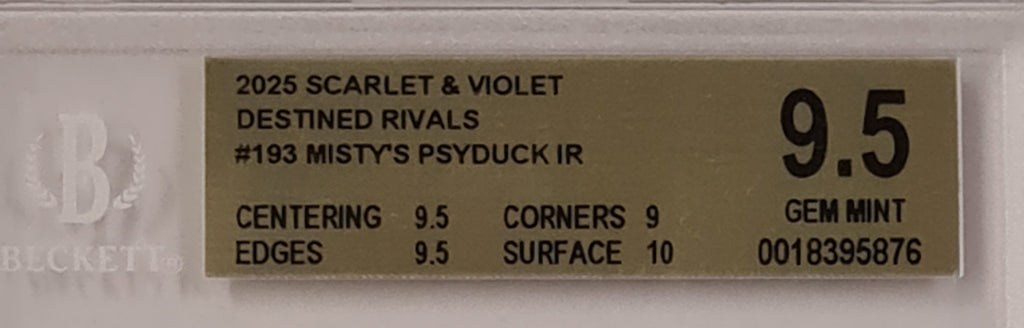 B
BECKETT®
2025 SCARLET & VIOLET
DESTINED RIVALS
#193 MISTY'S PSYDUCK IR
CENTERING 9.5 CORNERS 9
EDGES 9.5 SURFACE 10
9.5
GEM MINT
0018395876